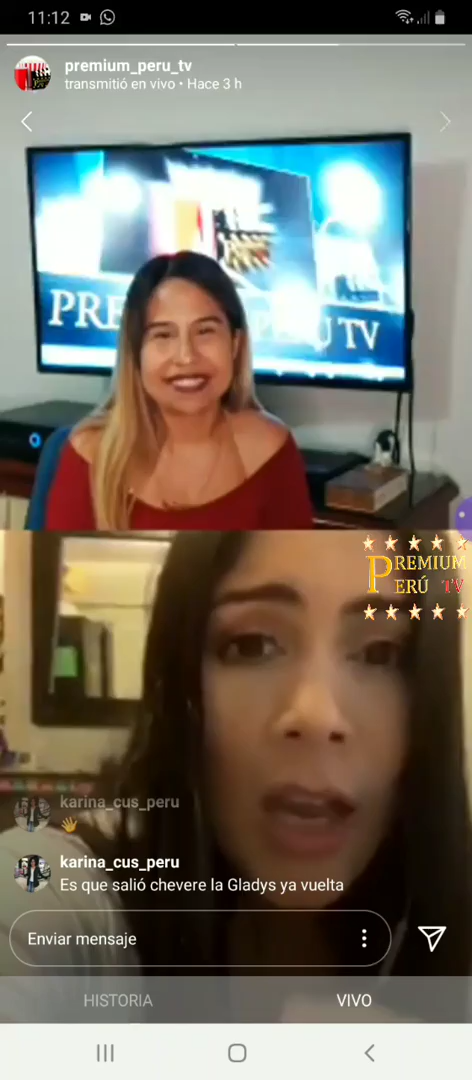 11:12
premium_peru_tv
transmitió en vivo • Hace 3 h
PRE
PERU TV
PREMIUM
PERÚ TV
karina_cus_peru
👋
karina_cus_peru
Es que salió chevere la Gladys ya vuelta
Enviar mensaje
HISTORIA
VIVO